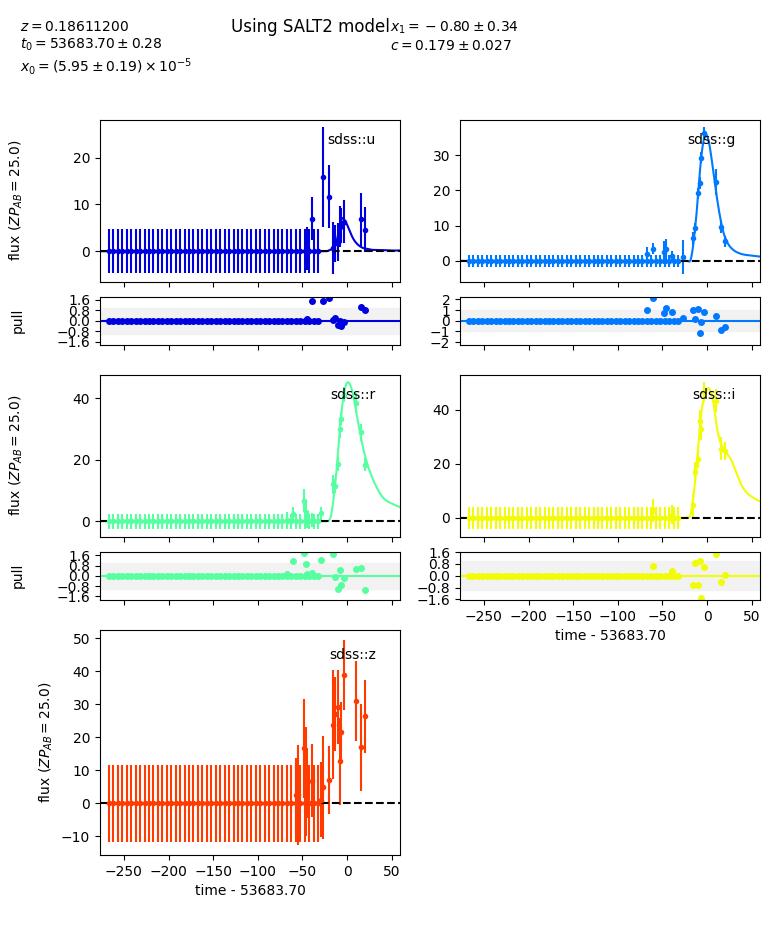 z = 0.18611200
t₀ = 53683.70 ± 0.28
x₀ = (5.95 ± 0.19) × 10⁻⁵
Using SALT2 model
x₁ = −0.80 ± 0.34
c = 0.179 ± 0.027
flux (ZP_AB = 25.0)
20
10
0
sdss::u
30
20
10
0
sdss::g
pull
1.6
0.8
0.0
−0.8
−1.6
2
1
0
−1
−2
flux (ZP_AB = 25.0)
40
20
0
sdss::r
40
20
0
sdss::i
pull
1.6
0.8
0.0
−0.8
−1.6
1.6
0.8
0.0
−0.8
−1.6
−250 −200 −150 −100 −50 0 50
time - 53683.70
flux (ZP_AB = 25.0)
50
40
30
20
10
0
−10
sdss::z
−250 −200 −150 −100 −50 0 50
time - 53683.70